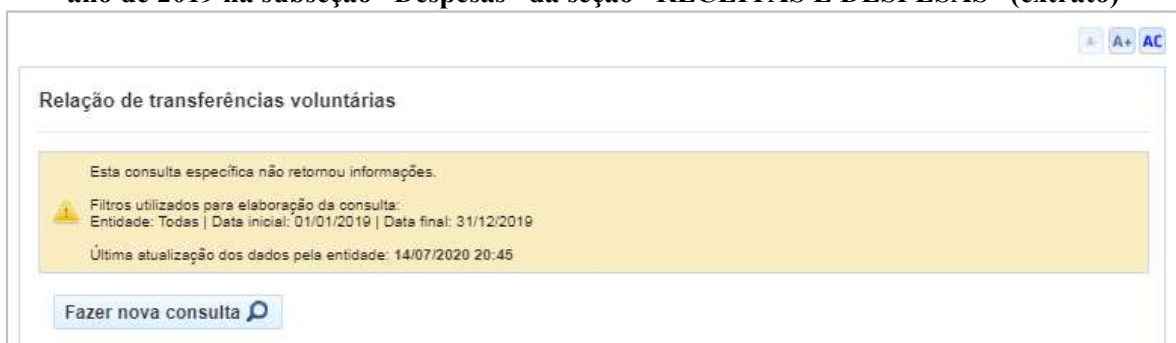 ano de 2019 na subseção "Despesas" da seção "RECEITAS E DESPESAS" (extrato)
A- A+ AC
Relação de transferências voluntárias
Esta consulta específica não retornou informações.
Filtros utilizados para elaboração da consulta:
Entidade: Todas | Data inicial: 01/01/2019 | Data final: 31/12/2019
Última atualização dos dados pela entidade: 14/07/2020 20:45
Fazer nova consulta